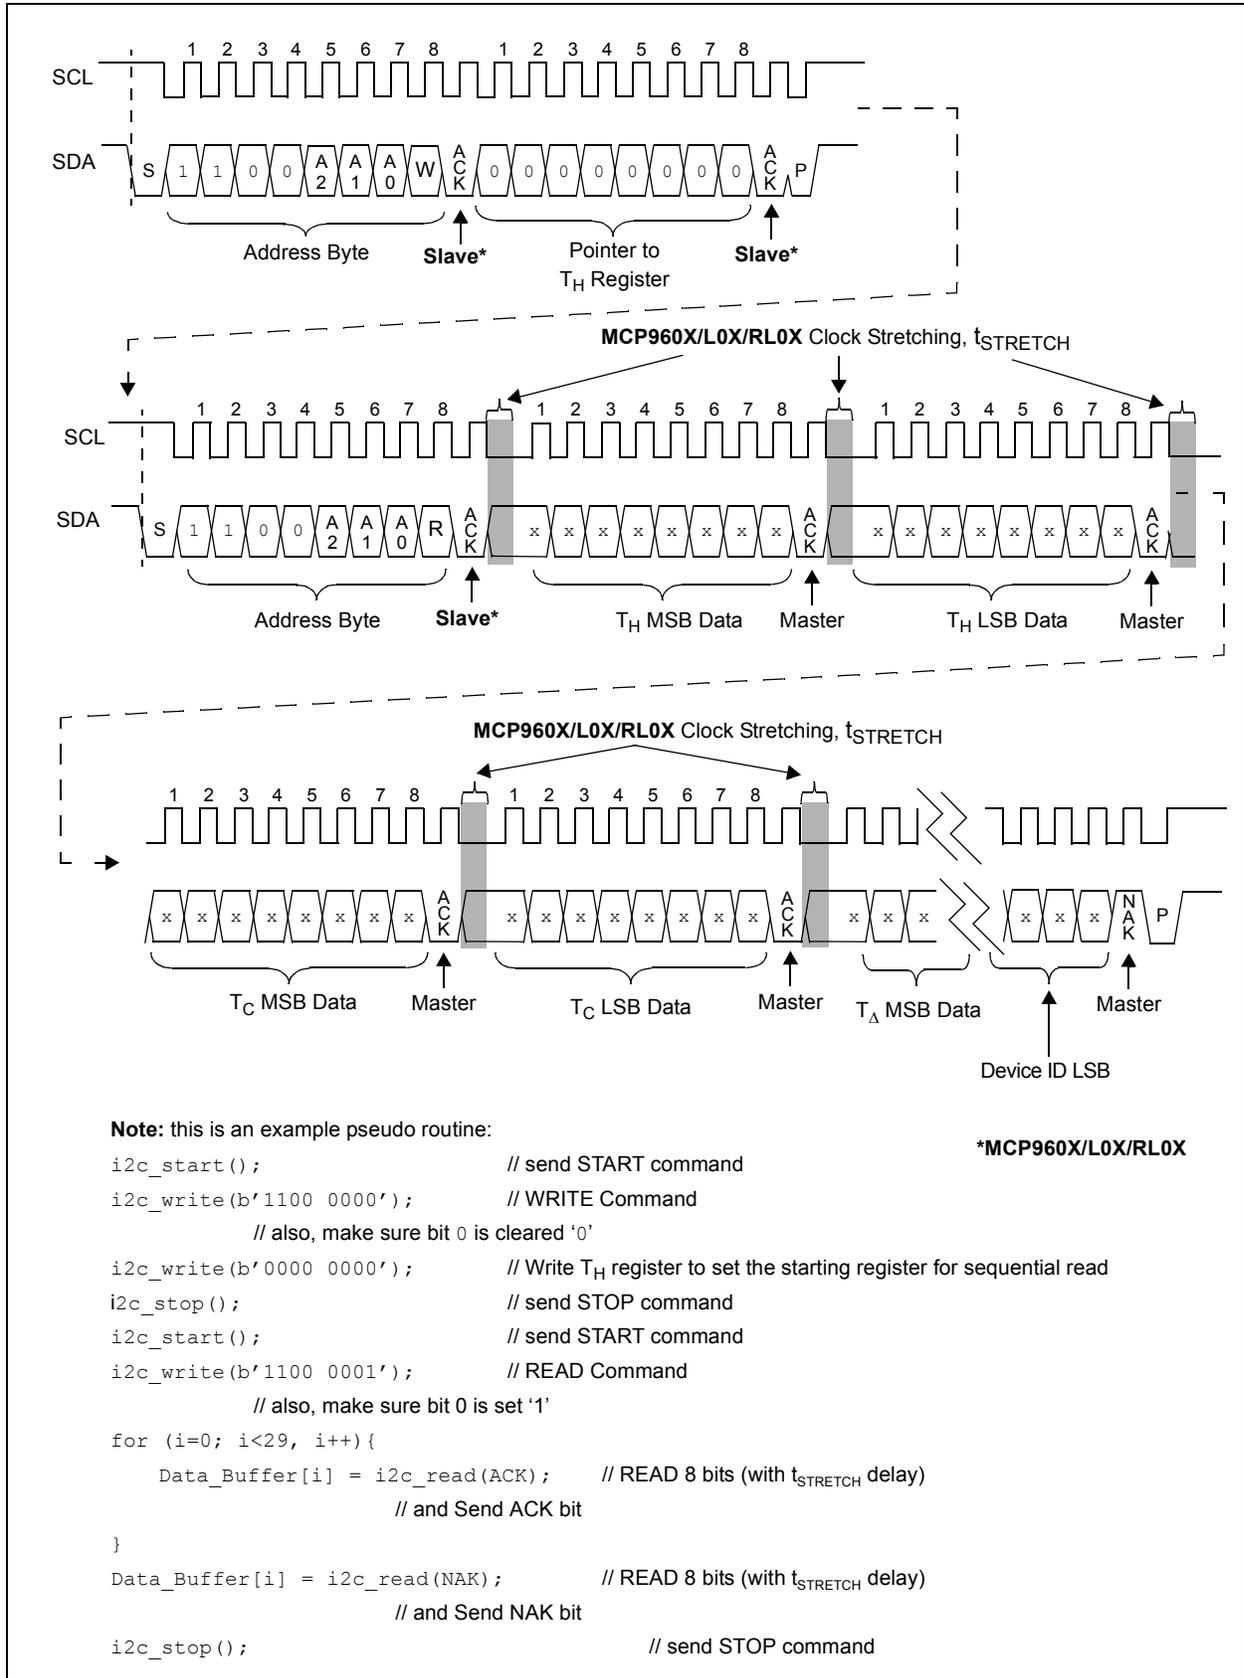 1 2 3 4 5 6 7 8 1 2 3 4 5 6 7 8
SCL
SDA S 1 1 0 0 A2 A1 A0 W ACK 0 0 0 0 0 0 0 0 ACK P
Address Byte Slave* Pointer to TH Register Slave*
MCP960X/L0X/RL0X Clock Stretching, tSTRETCH
1 2 3 4 5 6 7 8 1 2 3 4 5 6 7 8 1 2 3 4 5 6 7 8
SCL
SDA S 1 1 0 0 A2 A1 A0 R ACK x x x x x x x x ACK x x x x x x x x ACK
Address Byte Slave* TH MSB Data Master TH LSB Data Master
MCP960X/L0X/RL0X Clock Stretching, tSTRETCH
1 2 3 4 5 6 7 8 1 2 3 4 5 6 7 8
x x x x x x x x ACK x x x x x x x x ACK x x x x x x NAK P
TC MSB Data Master TC LSB Data Master TΔ MSB Data Master
Device ID LSB
Note: this is an example pseudo routine:
*MCP960X/L0X/RL0X
i2c_start(); // send START command
i2c_write(b'1100 0000'); // WRITE Command
// also, make sure bit 0 is cleared ‘0’
i2c_write(b'0000 0000'); // Write TH register to set the starting register for sequential read
i2c_stop(); // send STOP command
i2c_start(); // send START command
i2c_write(b'1100 0001'); // READ Command
// also, make sure bit 0 is set ‘1’
for (i=0; i<29, i++){
Data_Buffer[i] = i2c_read(ACK); // READ 8 bits (with tSTRETCH delay)
// and Send ACK bit
}
Data_Buffer[i] = i2c_read(NAK); // READ 8 bits (with tSTRETCH delay)
// and Send NAK bit
i2c_stop(); // send STOP command